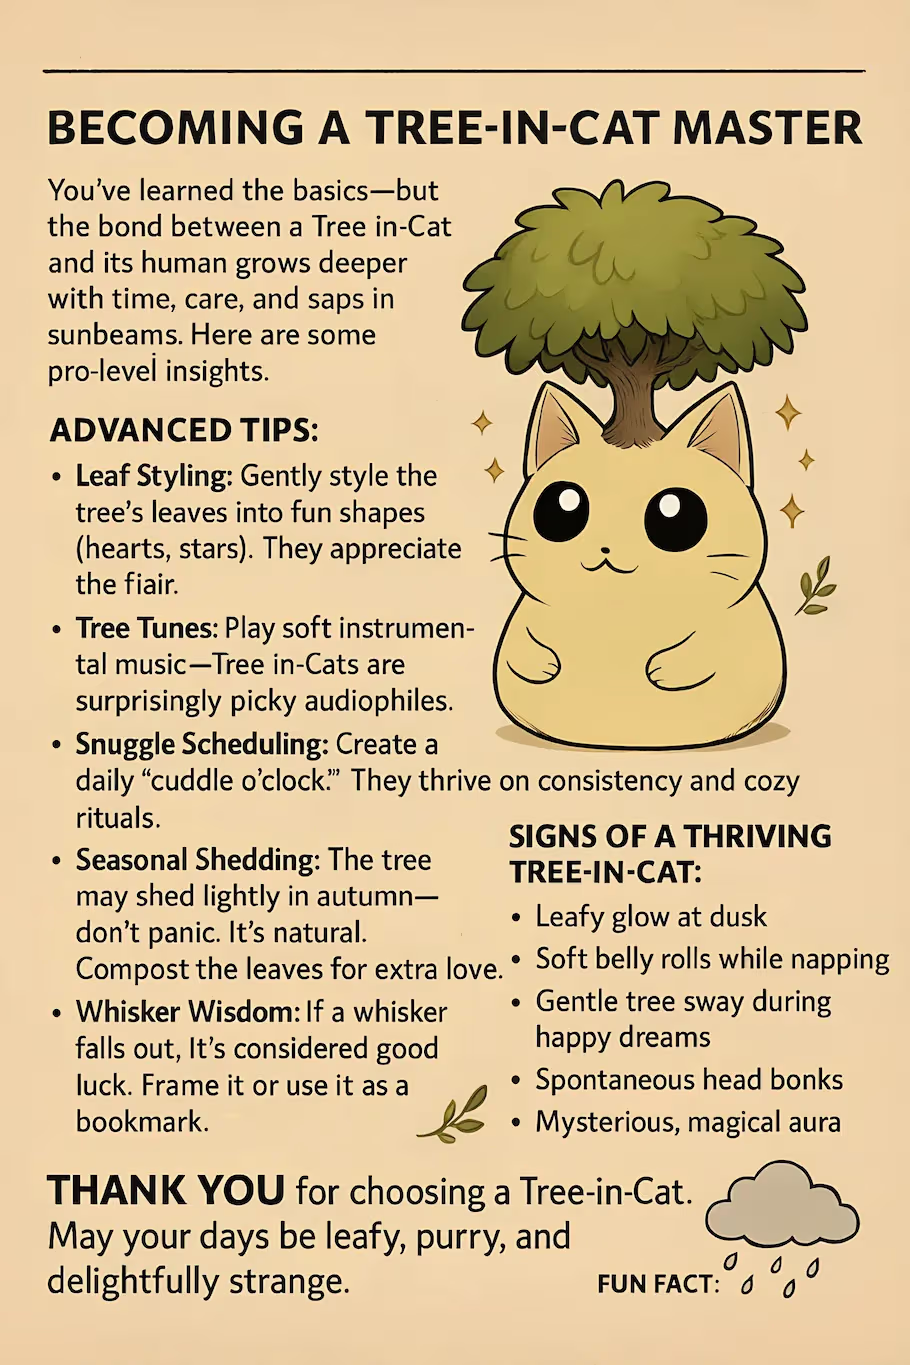 BECOMING A TREE-IN-CAT MASTER
You've learned the basics—but
the bond between a Tree in-Cat
and its human grows deeper
with time, care, and saps in
sunbeams. Here are some
pro-level insights.
ADVANCED TIPS:
• Leaf Styling: Gently style the
tree's leaves into fun shapes
(hearts, stars). They appreciate
the fiair.
• Tree Tunes: Play soft instrumen-
tal music—Tree in-Cats are
surprisingly picky audiophiles.
• Snuggle Scheduling: Create a
daily “cuddle o'clock.” They thrive on consistency and cozy
rituals.
• Seasonal Shedding: The tree
may shed lightly in autumn—
don't panic. It's natural.
Compost the leaves for extra love.
• Whisker Wisdom: If a whisker
falls out, It's considered good
luck. Frame it or use it as a
bookmark.
SIGNS OF A THRIVING
TREE-IN-CAT:
• Leafy glow at dusk
• Soft belly rolls while napping
• Gentle tree sway during
happy dreams
• Spontaneous head bonks
• Mysterious, magical aura
THANK YOU for choosing a Tree-in-Cat.
May your days be leafy, purry, and
delightfully strange.
FUN FACT: